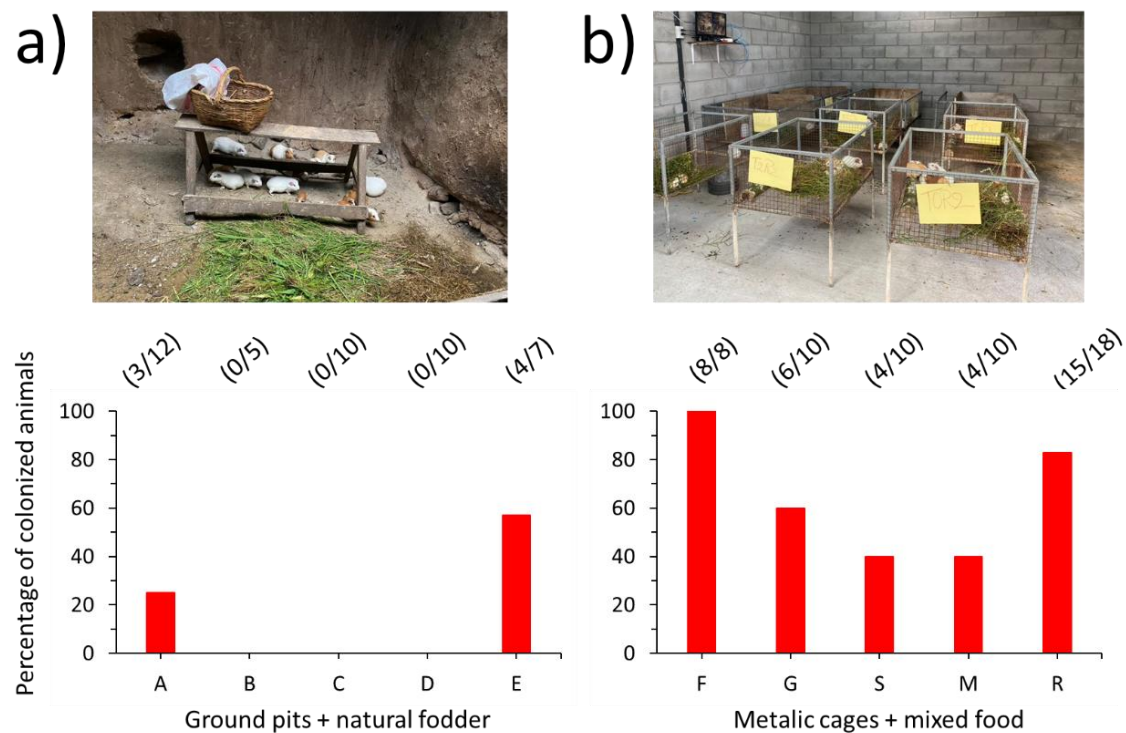 a)
b)
TOR2
(3/12) (0/5) (0/10) (0/10) (4/7)
(8/8) (6/10) (4/10) (4/10) (15/18)
Percentage of colonized animals
100
80
60
40
20
0
A B C D E
Ground pits + natural fodder
100
80
60
40
20
0
F G S M R
Metalic cages + mixed food